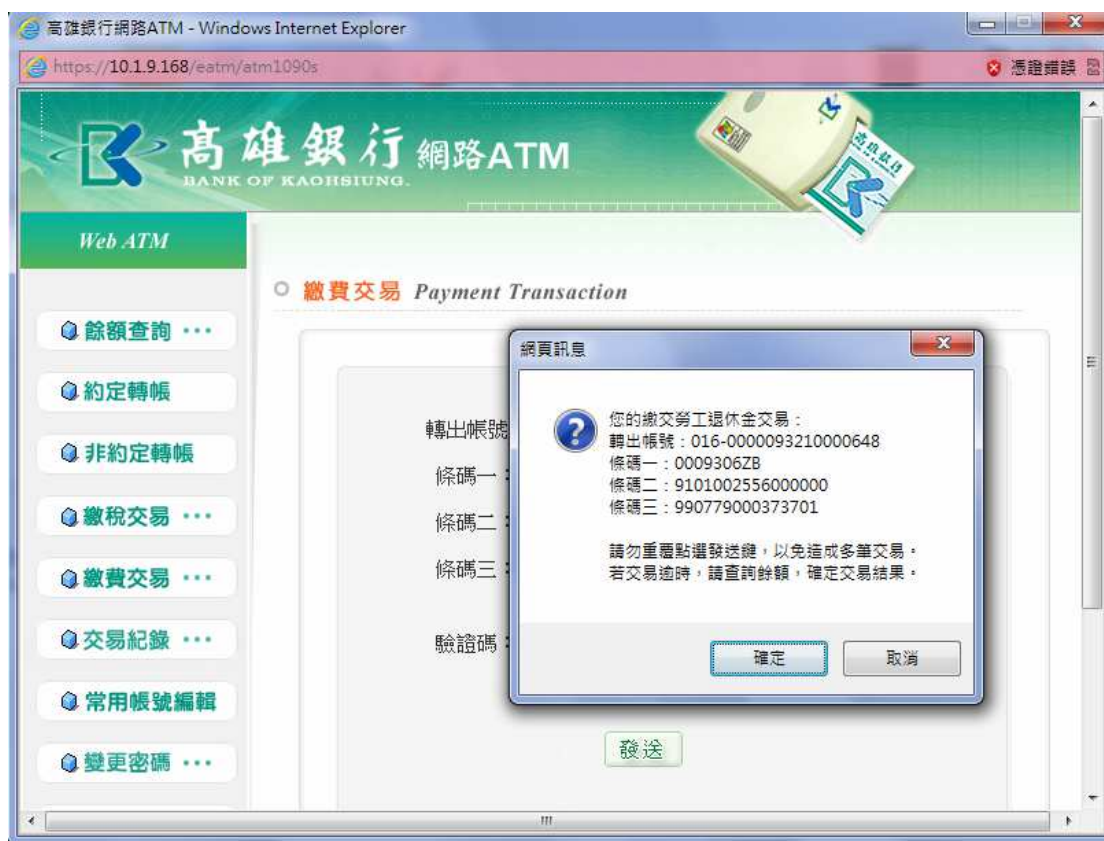 高雄銀行網路ATM - Windows Internet Explorer
https://10.1.9.168/eatm/atm1090s
憑證錯誤
高雄銀行 網路ATM
BANK OF KAOHSIUNG.
高雄銀行
Web ATM
繳費交易 Payment Transaction
餘額查詢 ···
約定轉帳
非約定轉帳
繳稅交易 ···
繳費交易 ···
交易紀錄 ···
常用帳號編輯
變更密碼 ···
轉出帳號
條碼一：
條碼二：
條碼三：
驗證碼：
發送
網頁訊息
您的繳交勞工退休金交易：
轉出帳號：016-0000093210000648
條碼一：0009306ZB
條碼二：9101002556000000
條碼三：990779000373701
請勿重覆點選發送鍵，以免造成多筆交易。
若交易逾時，請查詢餘額，確定交易結果。
確定
取消